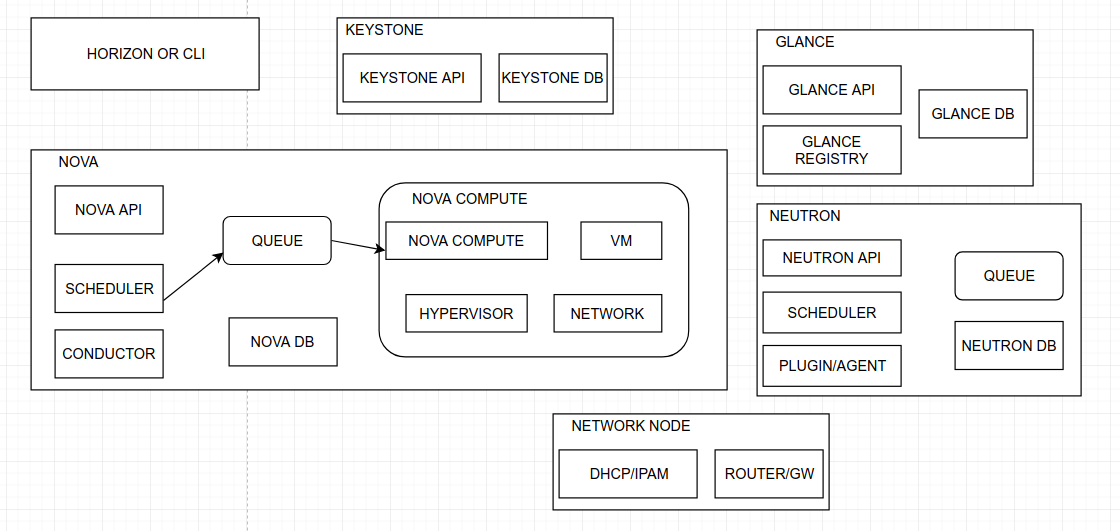 HORIZON OR CLI
KEYSTONE
KEYSTONE API
KEYSTONE DB
GLANCE
GLANCE API
GLANCE
REGISTRY
GLANCE DB
NOVA
NOVA API
SCHEDULER
CONDUCTOR
QUEUE
NOVA DB
NOVA COMPUTE
NOVA COMPUTE
VM
HYPERVISOR
NETWORK
NEUTRON
NEUTRON API
SCHEDULER
PLUGIN/AGENT
QUEUE
NEUTRON DB
NETWORK NODE
DHCP/IPAM
ROUTER/GW